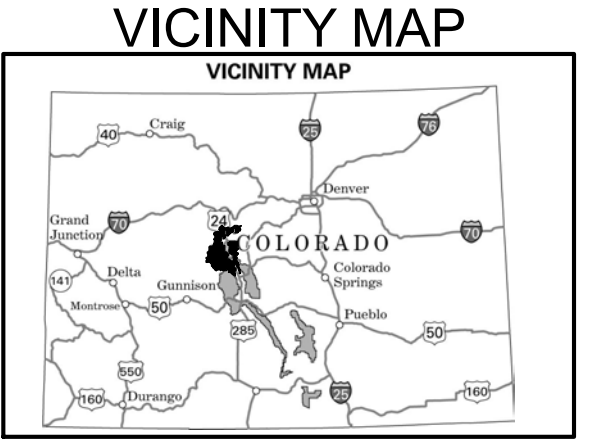 VICINITY MAP
VICINITY MAP
40
Craig
25
76
Denver
Grand
Junction
70
24
COLORADO
70
141
Delta
Gunnison
Colorado
Springs
Montrose
50
Pueblo
285
50
550
160
Durango
25
160